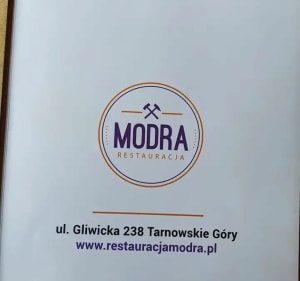 MODRA
RESTAURACJA
ul. Gliwicka 238 Tarnowskie Góry
www.restauracjamodra.pl